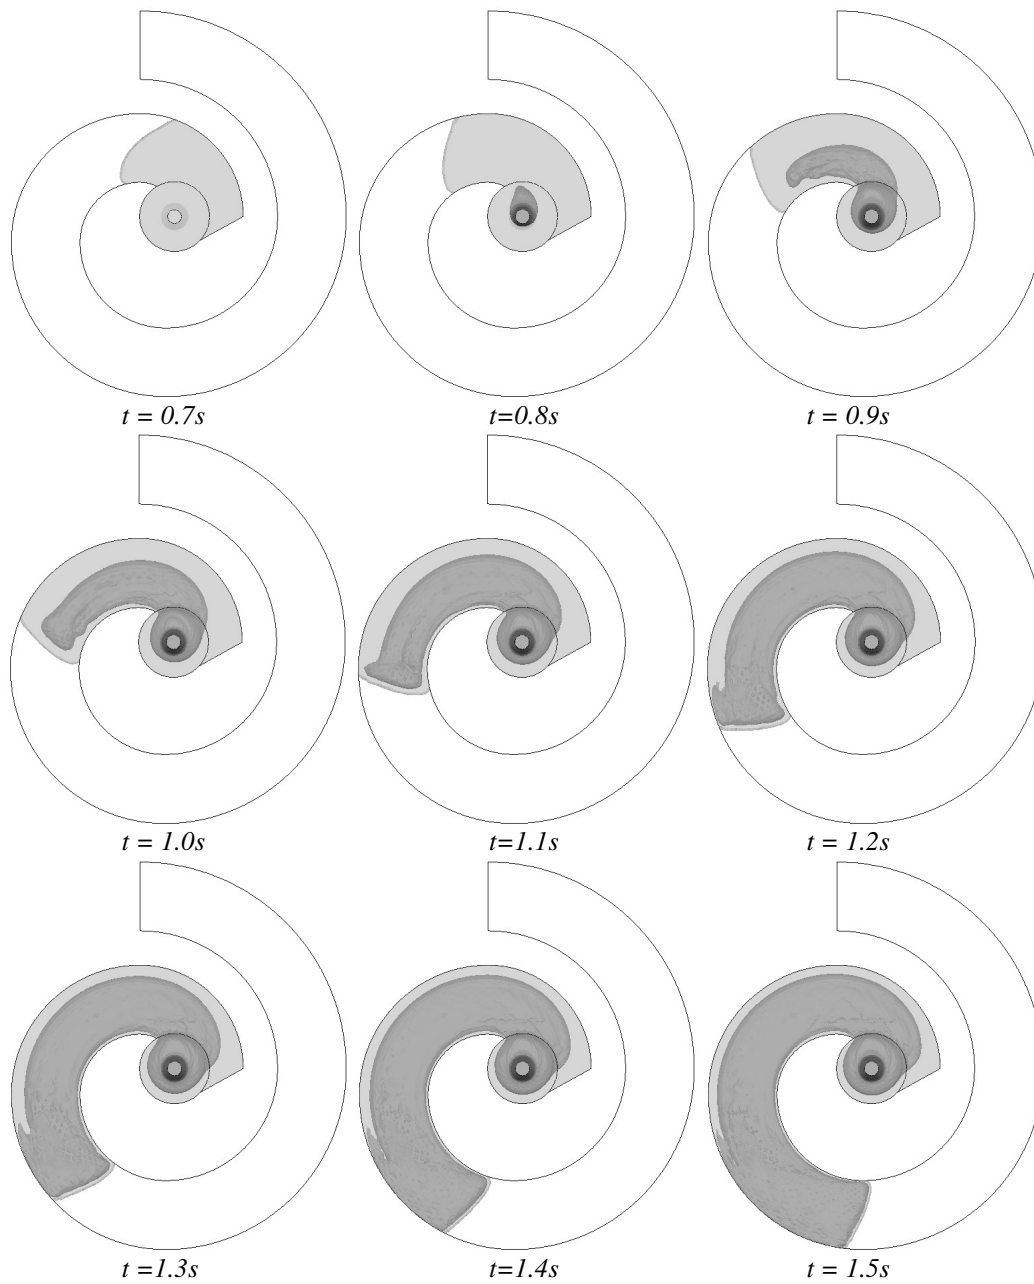 t = 0.7s
t=0.8s
t = 0.9s
t = 1.0s
t=1.1s
t = 1.2s
t =1.3s
t=1.4s
t = 1.5s